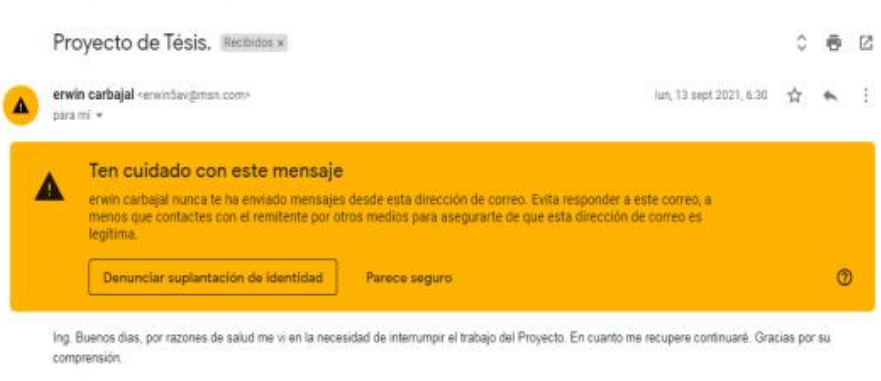 Proyecto de Tésis. Recibidos x
erwin carbajal <erwin5av@msn.com> lun, 13 sept 2021, 6:30
para mí
Ten cuidado con este mensaje
erwin carbajal nunca te ha enviado mensajes desde esta dirección de correo. Evita responder a este correo, a
menos que contactes con el remitente por otros medios para asegurarte de que esta dirección de correo es
legítima.
Denunciar suplantación de identidad Parece seguro
Ing. Buenos dias, por razones de salud me vi en la necesidad de interrumpir el trabajo del Proyecto. En cuanto me recupere continuaré. Gracias por su
comprensión.